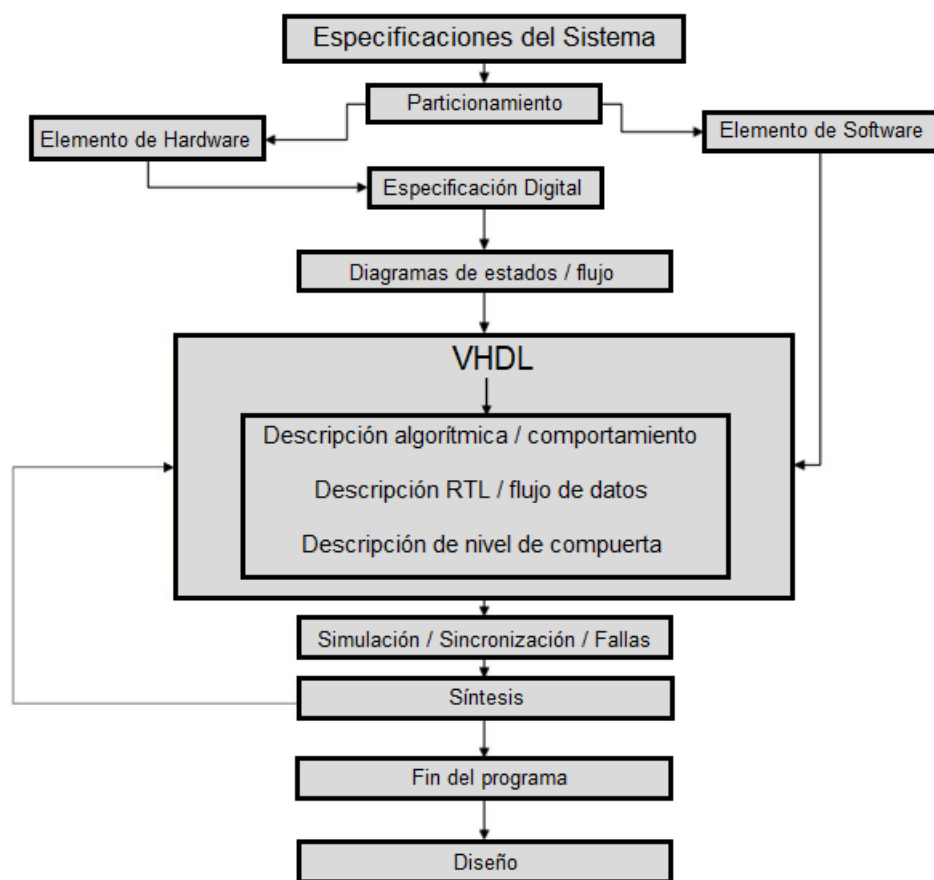 Especificaciones del Sistema
Particionamiento
Elemento de Hardware
Elemento de Software
Especificación Digital
Diagramas de estados / flujo
VHDL
Descripción algorítmica / comportamiento
Descripción RTL / flujo de datos
Descripción de nivel de compuerta
Simulación / Sincronización / Fallas
Síntesis
Fin del programa
Diseño